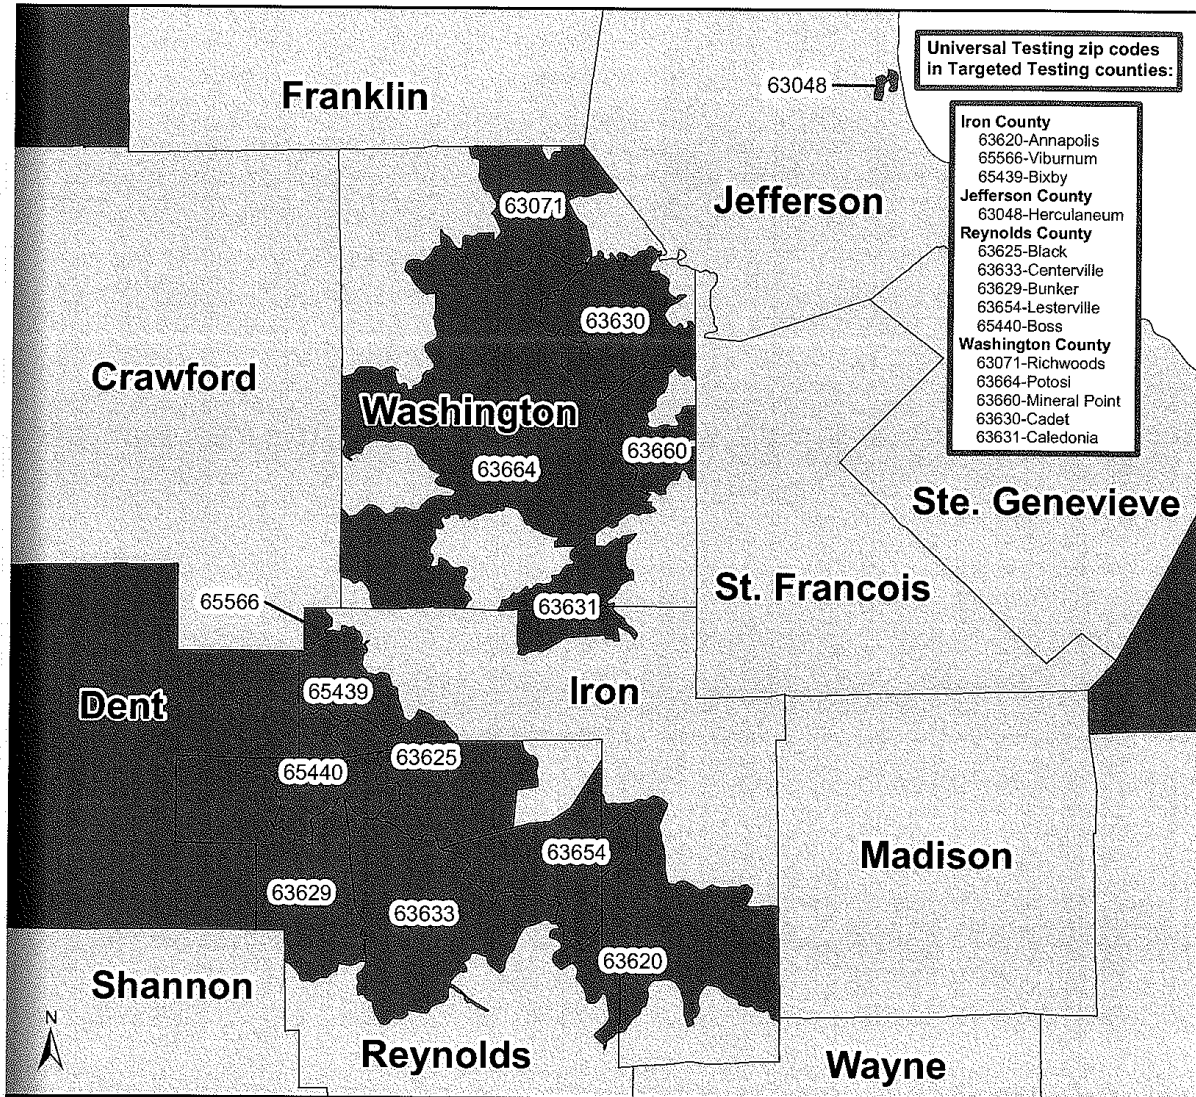 Universal Testing zip codes
in Targeted Testing counties:
63048
Franklin
Iron County
63620-Annapolis
65566-Viburnum
65439-Bixby
Jefferson County
63048-Herculaneum
Reynolds County
63625-Black
63633-Centerville
63629-Bunker
63654-Lesterville
65440-Boss
Washington County
63071-Richwoods
63664-Potosi
63660-Mineral Point
63630-Cadet
63631-Caledonia
Jefferson
63071
63630
Crawford
Washington
63660
63664
Ste. Genevieve
St. Francois
65566
63631
Dent
65439
Iron
63625
65440
63654
Madison
63629
63633
63620
Shannon
N
Reynolds
Wayne